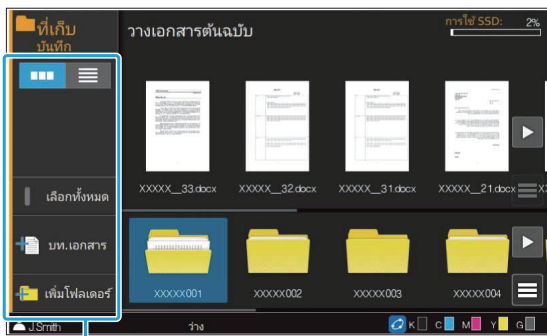 ที่เก็บ
บันทึก
วางเอกสารต้นฉบับ
การใช้ SSD: 2%
XXXXX__33.docx
XXXXX__32.docx
XXXXX__31.docx
XXXXX__21.docx
เลือกทั้งหมด
บท.เอกสาร
เพิ่มโฟลเดอร์
XXXXX001
XXXXX002
XXXXX003
XXXXX004
J.Smith
ว่าง
K C M Y G